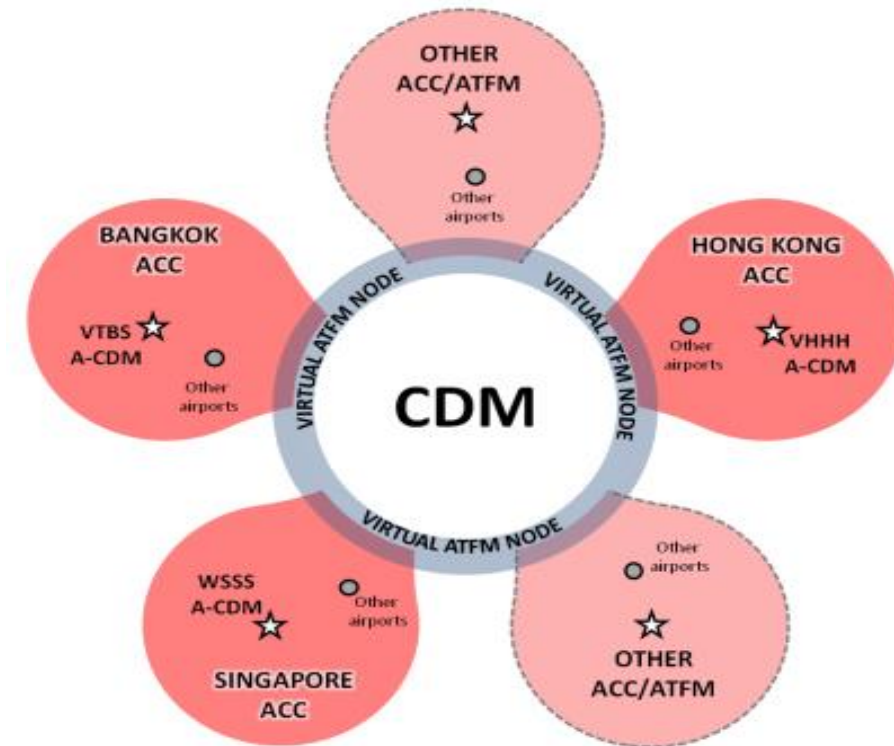 OTHER
ACC/ATFM
Other
airports
BANGKOK
ACC
VTBS
A-CDM
Other
airports
HONG KONG
ACC
Other
airports
VHHH
A-CDM
VIRTUAL ATFM NODE
VIRTUAL ATFM NODE
CDM
VIRTUAL ATFM NODE
WSSS
A-CDM
Other
airports
SINGAPORE
ACC
Other
airports
OTHER
ACC/ATFM